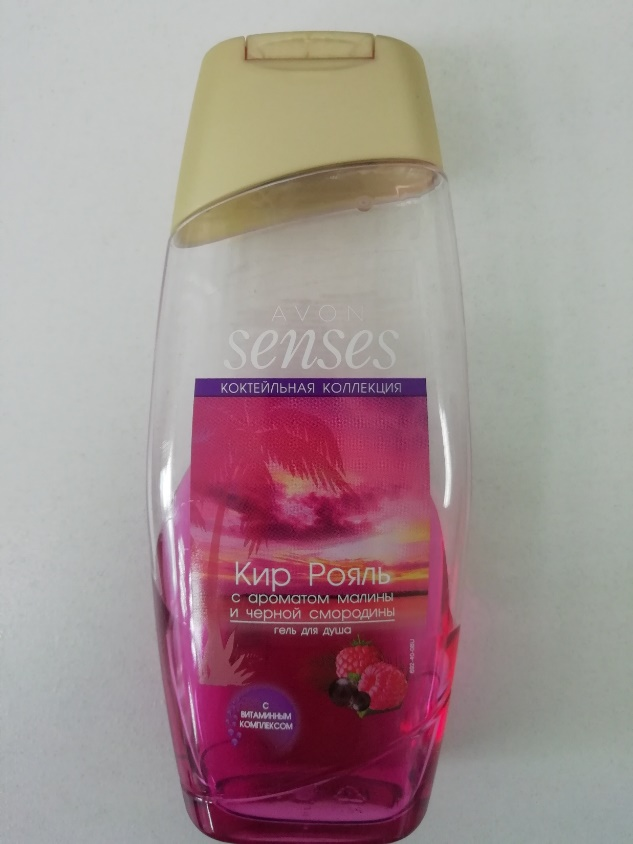 AVON
senses
КОКТЕЙЛЬНАЯ КОЛЛЕКЦИЯ
Кир Рояль
с ароматом малины
и черной смородины
гель для душа
С
ВИТАМИННЫМ
КОМПЛЕКСОМ